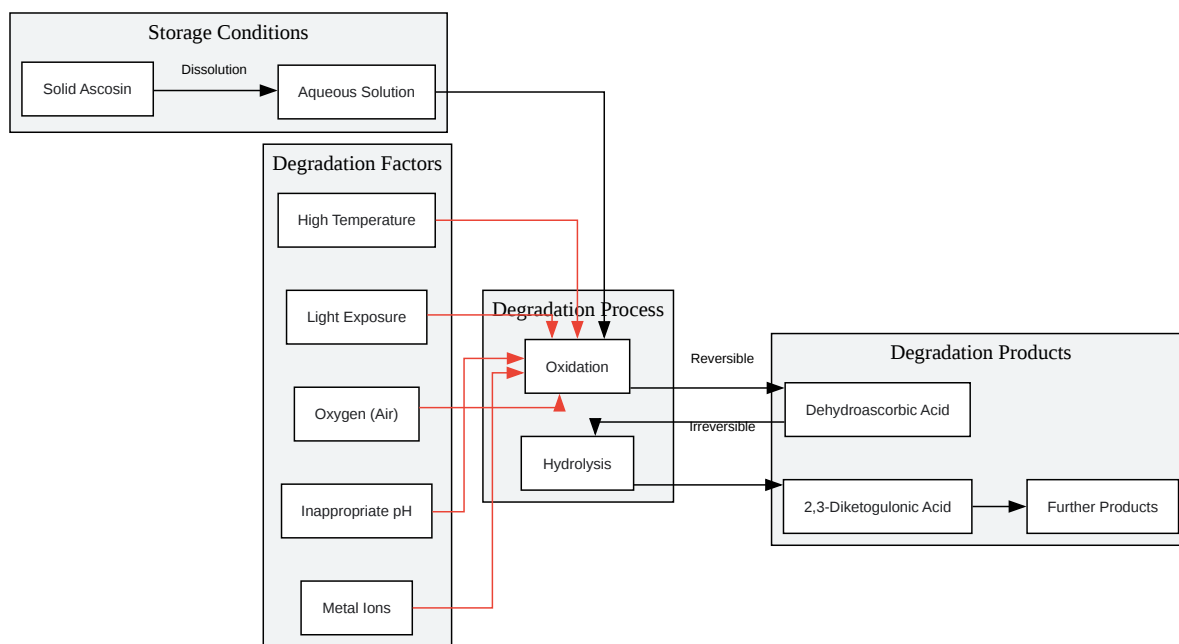 Storage Conditions
Solid Ascosin
Dissolution
Aqueous Solution
Degradation Factors
High Temperature
Light Exposure
Oxygen (Air)
Inappropriate pH
Metal Ions
Degradation Process
Oxidation
Hydrolysis
Reversible
Irreversible
Degradation Products
Dehydroascorbic Acid
2,3-Diketogulonic Acid
Further Products